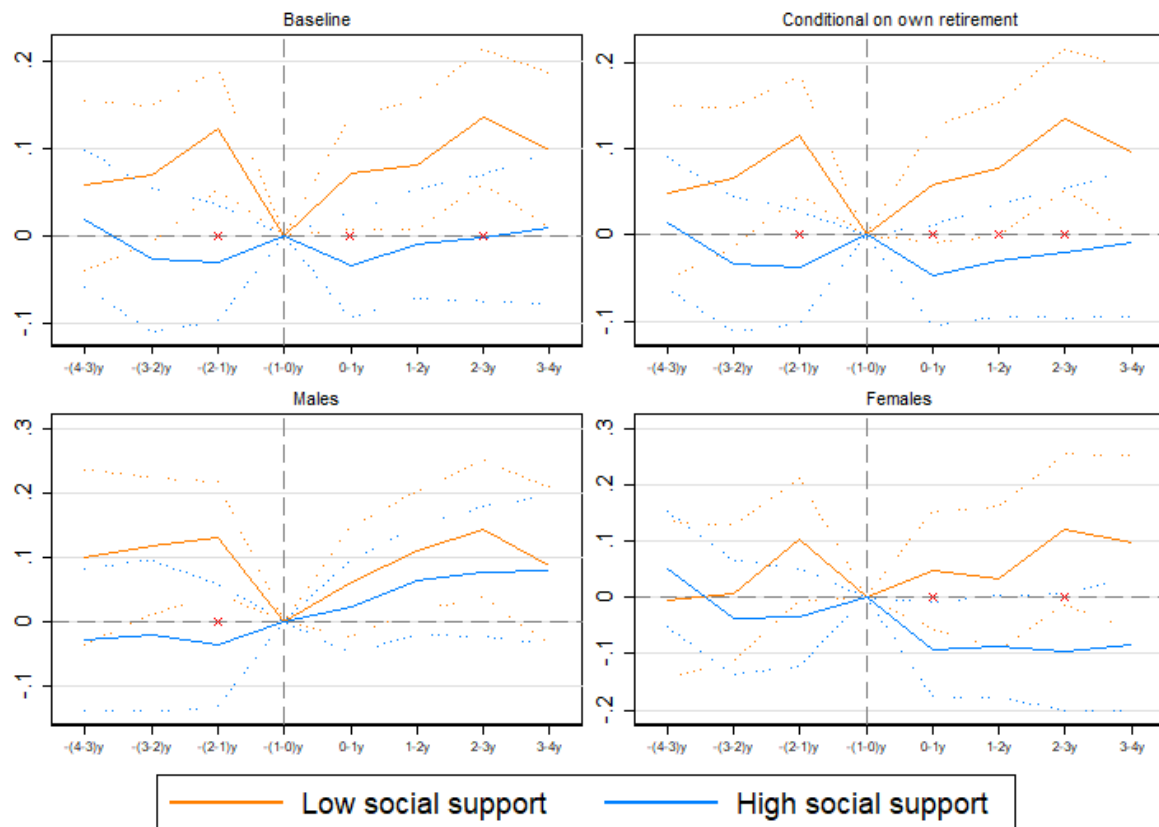 Baseline
.2
.1
0
-.1
-(4-3)y -(3-2)y -(2-1)y -(1-0)y 0-1y 1-2y 2-3y 3-4y
Conditional on own retirement
.2
.1
0
-.1
-(4-3)y -(3-2)y -(2-1)y -(1-0)y 0-1y 1-2y 2-3y 3-4y
Males
.3
.2
.1
0
-.1
-(4-3)y -(3-2)y -(2-1)y -(1-0)y 0-1y 1-2y 2-3y 3-4y
Females
.3
.2
.1
0
-.1
-.2
-(4-3)y -(3-2)y -(2-1)y -(1-0)y 0-1y 1-2y 2-3y 3-4y
Low social support High social support